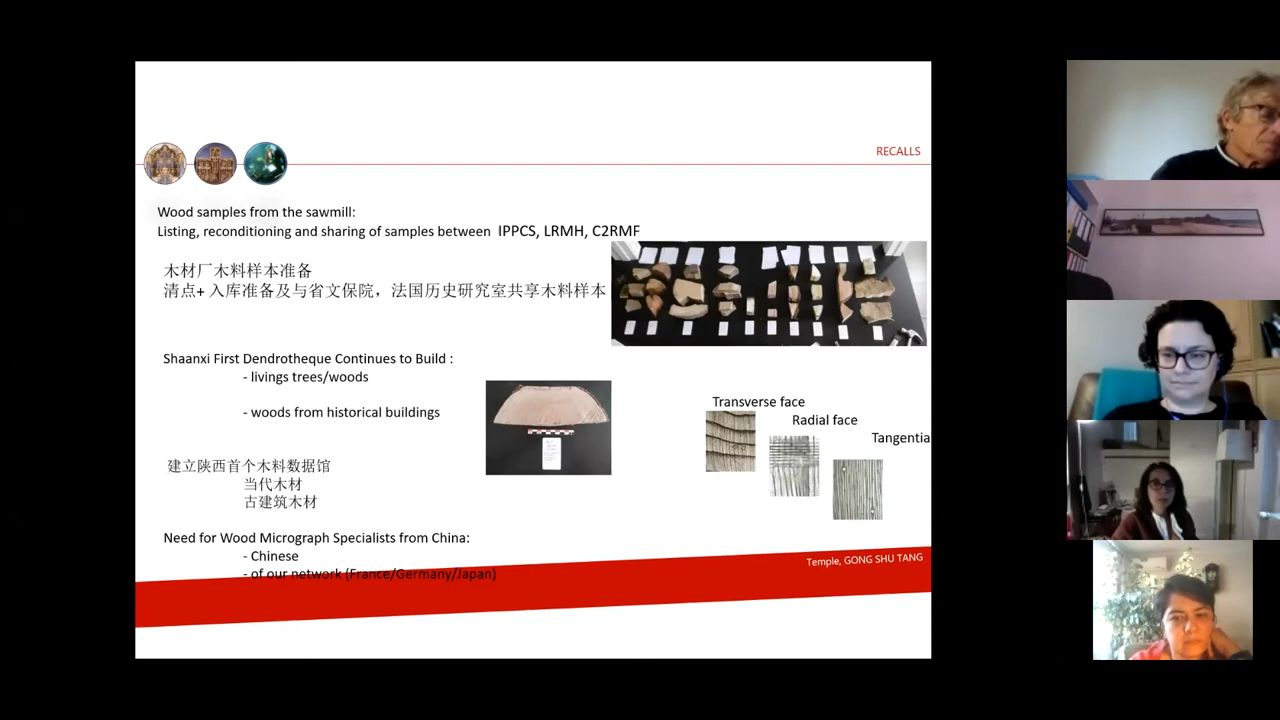 RECALLS
Wood samples from the sawmill:
Listing, reconditioning and sharing of samples between IPPCS, LRMH, C2RMF
木材厂木料样本准备
清点+ 入库准备及与省文保院，法国历史研究室共享木料样本
Shaanxi First Dendrotheque Continues to Build :
- livings trees/woods
- woods from historical buildings
Transverse face
Radial face
Tangentia
建立陕西首个木料数据馆
当代木材
古建筑木材
Need for Wood Micrograph Specialists from China:
- Chinese
- of our network (France/Germany/Japan)
Temple, GONG SHU TANG